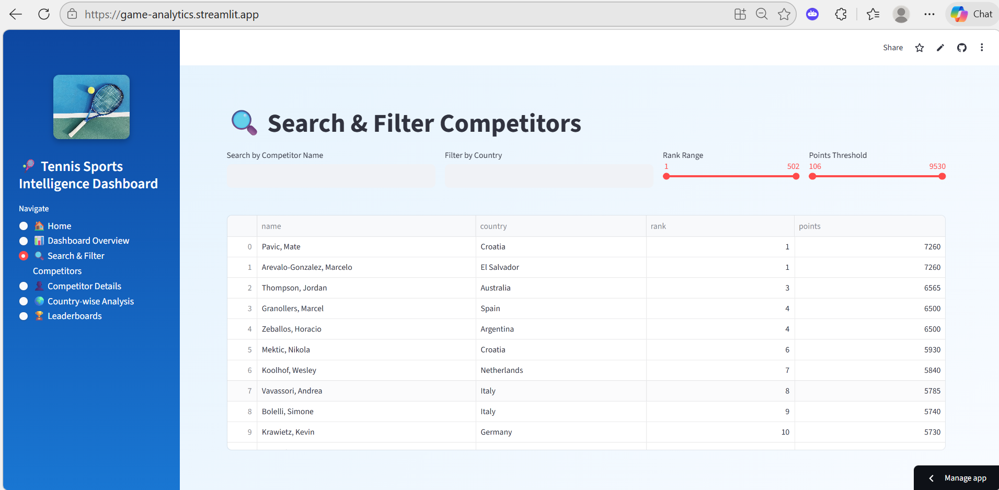 https://game-analytics.streamlit.app
Chat
Share
Tennis Sports
Intelligence Dashboard
Navigate
Home
Dashboard Overview
Search & Filter
Competitors
Competitor Details
Country-wise Analysis
Leaderboards
Search & Filter Competitors
Search by Competitor Name
Filter by Country
Rank Range
1 502
Points Threshold
106 9530
name country rank points
0 Pavic, Mate Croatia 1 7260
1 Arevalo-Gonzalez, Marcelo El Salvador 1 7260
2 Thompson, Jordan Australia 3 6565
3 Granollers, Marcel Spain 4 6500
4 Zeballos, Horacio Argentina 4 6500
5 Mektic, Nikola Croatia 6 5930
6 Koolhof, Wesley Netherlands 7 5840
7 Vavassori, Andrea Italy 8 5785
8 Bolelli, Simone Italy 9 5740
9 Krawietz, Kevin Germany 10 5730
Manage app